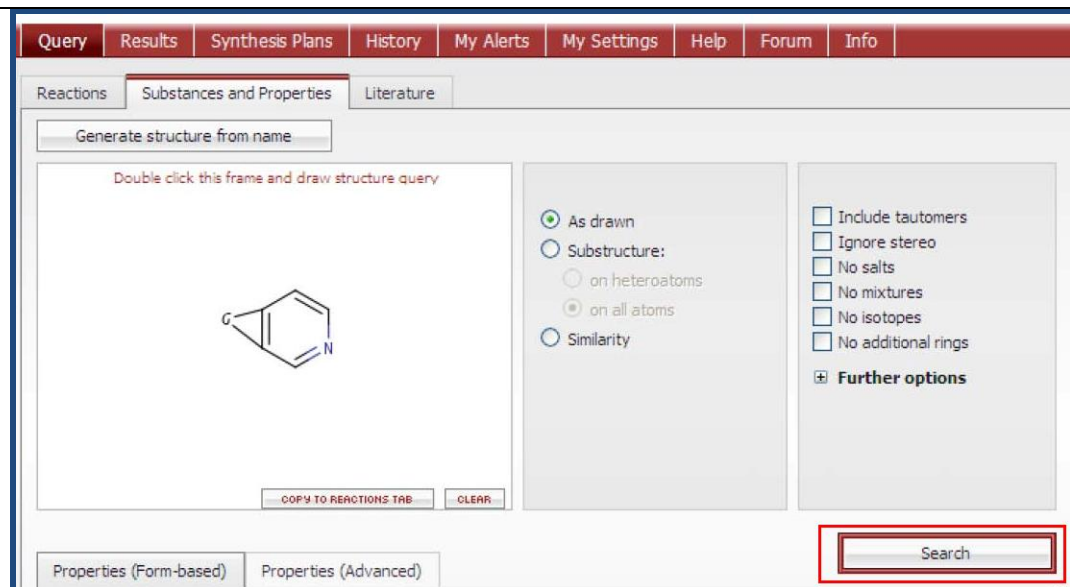 Query Results Synthesis Plans History My Alerts My Settings Help Forum Info
Reactions Substances and Properties Literature
Generate structure from name
Double click this frame and draw structure query
G
N
COPY TO REACTIONS TAB CLEAR
As drawn
Substructure:
on heteroatoms
on all atoms
Similarity
Include tautomers
Ignore stereo
No salts
No mixtures
No isotopes
No additional rings
Further options
Search
Properties (Form-based) Properties (Advanced)